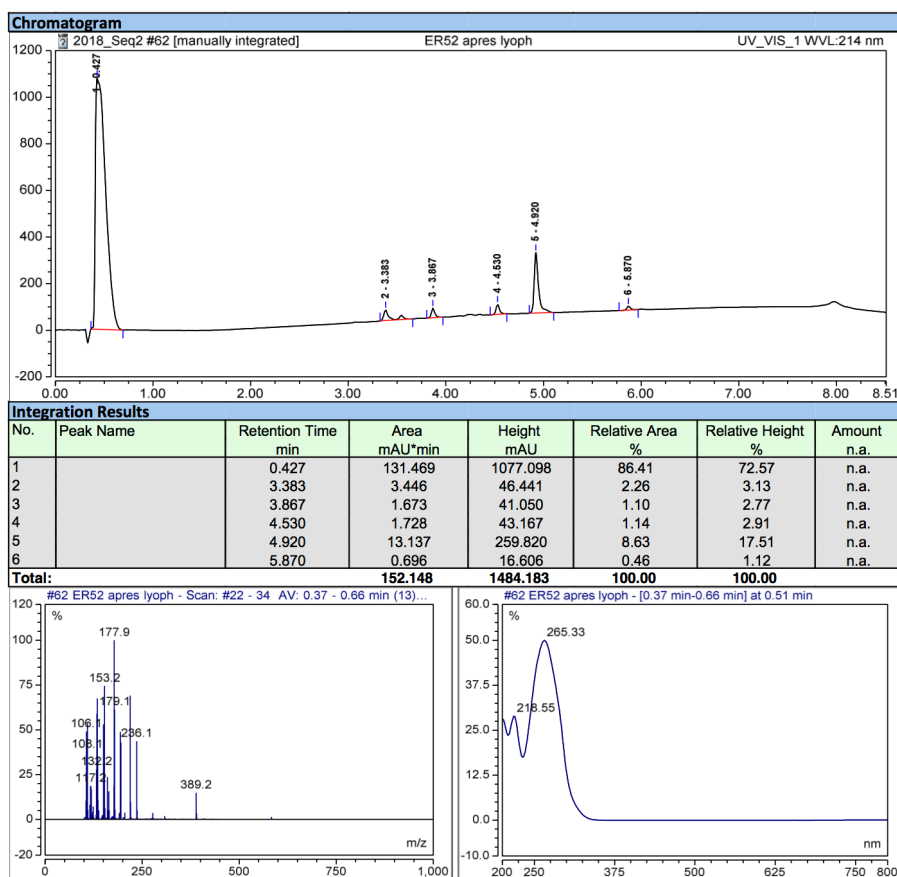 Chromatogram
2018_Seq2 #62 [manually integrated] ER52 apres lyoph UV_VIS_1 WVL:214 nm
1200
1000
800
600
400
200
0
-200
1 - 0.427
2 - 3.383
3 - 3.867
4 - 4.530
5 - 4.920
6 - 5.870
0.00 1.00 2.00 3.00 4.00 5.00 6.00 7.00 8.00 8.51
Integration Results
No. Peak Name Retention Time Area Height Relative Area Relative Height Amount
min mAU*min mAU % % n.a.
1 0.427 131.469 1077.098 86.41 72.57 n.a.
2 3.383 3.446 46.441 2.26 3.13 n.a.
3 3.867 1.673 41.050 1.10 2.77 n.a.
4 4.530 1.728 43.167 1.14 2.91 n.a.
5 4.920 13.137 259.820 8.63 17.51 n.a.
6 5.870 0.696 16.606 0.46 1.12 n.a.
Total: 152.148 1484.183 100.00 100.00
#62 ER52 apres lyoph - Scan: #22 - 34 AV: 0.37 - 0.66 min (13)...
%
120
100
75
50
25
0
-20
177.9
153.2
179.1
106.1
236.1
108.1
132.2
117.2
389.2
m/z
0 250 500 750 1,000
#62 ER52 apres lyoph - [0.37 min-0.66 min] at 0.51 min
%
60.0
50.0
37.5
25.0
12.5
0.0
-10.0
265.33
218.55
nm
200 250 300 350 400 450 500 550 600 650 700 750 800